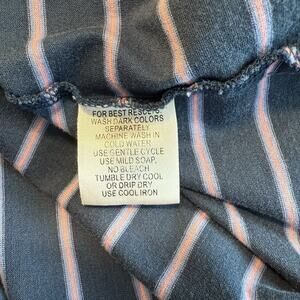 FOR BEST RESULTS
WASH DARK COLORS
SEPARATELY
MACHINE WASH IN
COLD WATER
USE GENTLE CYCLE
USE MILD SOAP,
NO BLEACH
TUMBLE DRY COOL
OR DRIP DRY
USE COOL IRON